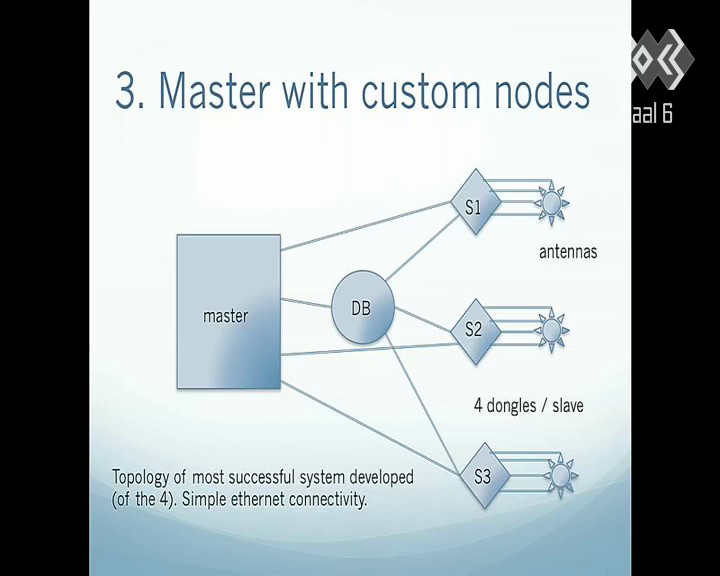 3. Master with custom nodes
aal 6
S1
antennas
master
DB
S2
4 dongles / slave
S3
Topology of most successful system developed
(of the 4). Simple ethernet connectivity.